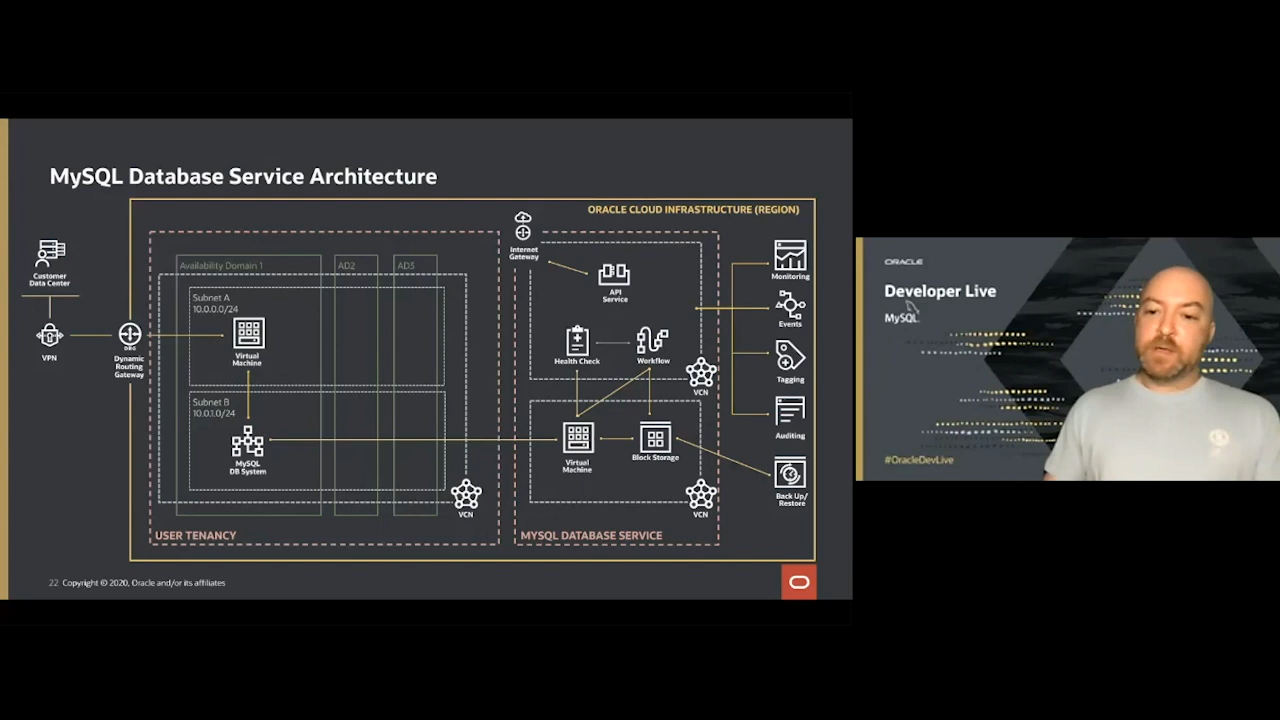 MySQL Database Service Architecture
ORACLE CLOUD INFRASTRUCTURE (REGION)
Customer
Data Center
VPN
DRG
Dynamic
Routing
Gateway
Availability Domain 1
AD2
AD3
Subnet A
10.0.0.0/24
Virtual
Machine
Subnet B
10.0.1.0/24
MySQL
DB System
VCN
USER TENANCY
Internet
Gateway
API
Service
Health Check
Workflow
VCN
Virtual
Machine
Block Storage
VCN
MYSQL DATABASE SERVICE
Monitoring
Events
Tagging
Auditing
Back Up/
Restore
22 Copyright © 2020, Oracle and/or its affiliates
ORACLE
Developer Live
MySQL
#OracleDevLive